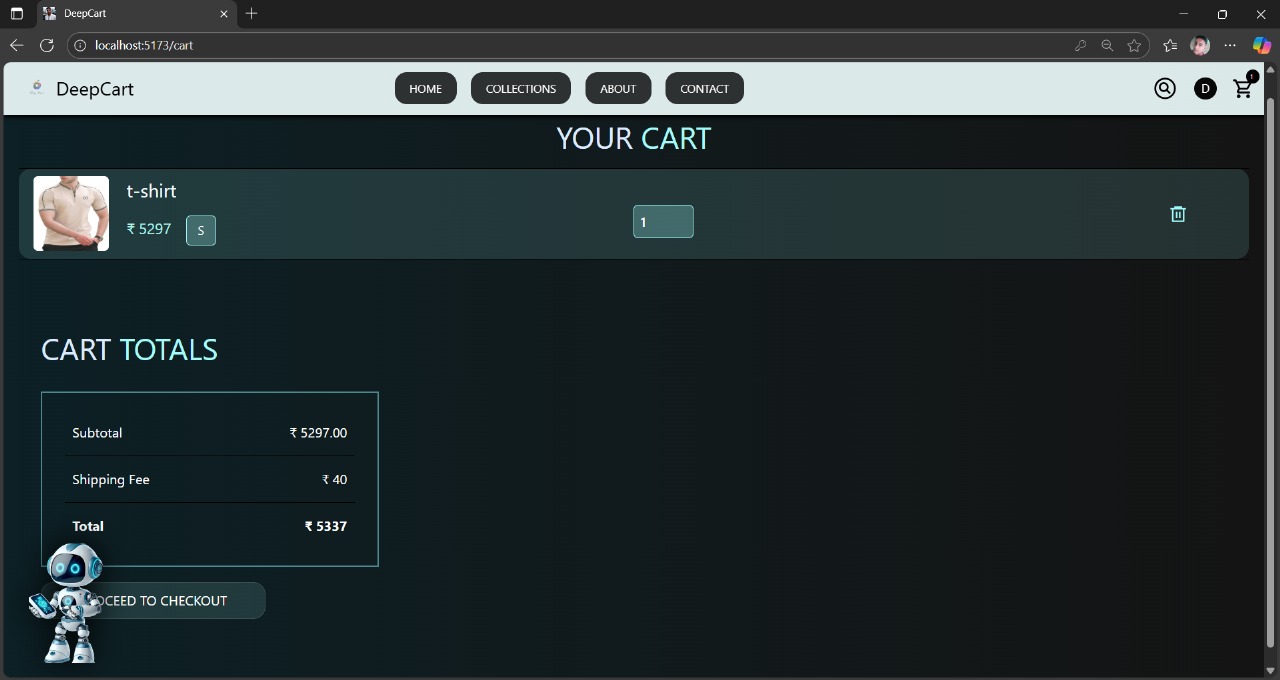 DeepCart
localhost:5173/cart
DeepCart
HOME
COLLECTIONS
ABOUT
CONTACT
D
1
YOUR CART
t-shirt
₹ 5297
S
1
CART TOTALS
Subtotal
₹ 5297.00
Shipping Fee
₹ 40
Total
₹ 5337
OCEED TO CHECKOUT